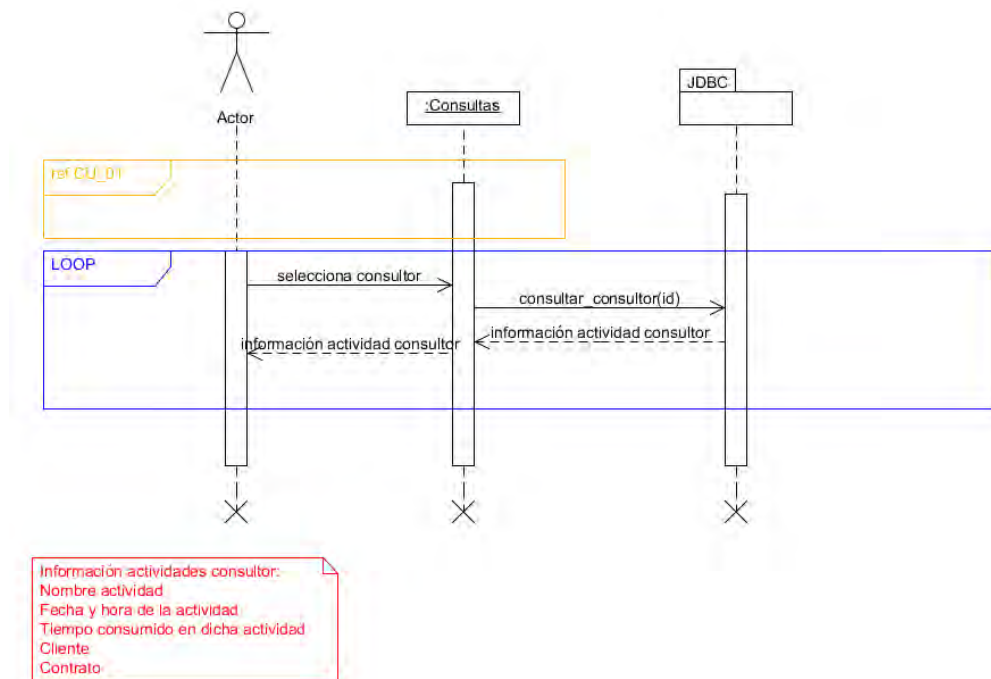 Actor
:Consultas
JDBC
ref CU_01
LOOP
selecciona consultor
consultar_consultor(id)
información actividad consultor
información actividad consultor
Información actividades consultor:
Nombre actividad
Fecha y hora de la actividad
Tiempo consumido en dicha actividad
Cliente
Contrato